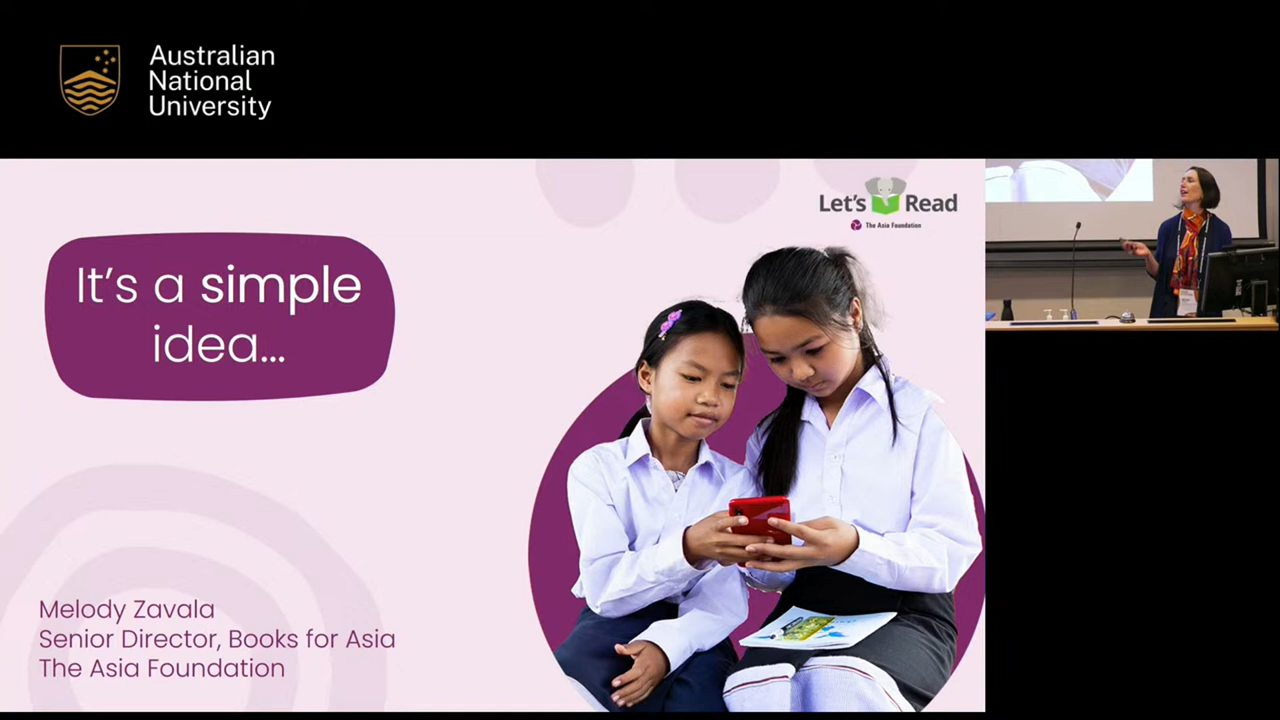 Australian
National
University
Let's Read
The Asia Foundation
It's a simple
idea...
Melody Zavala
Senior Director, Books for Asia
The Asia Foundation